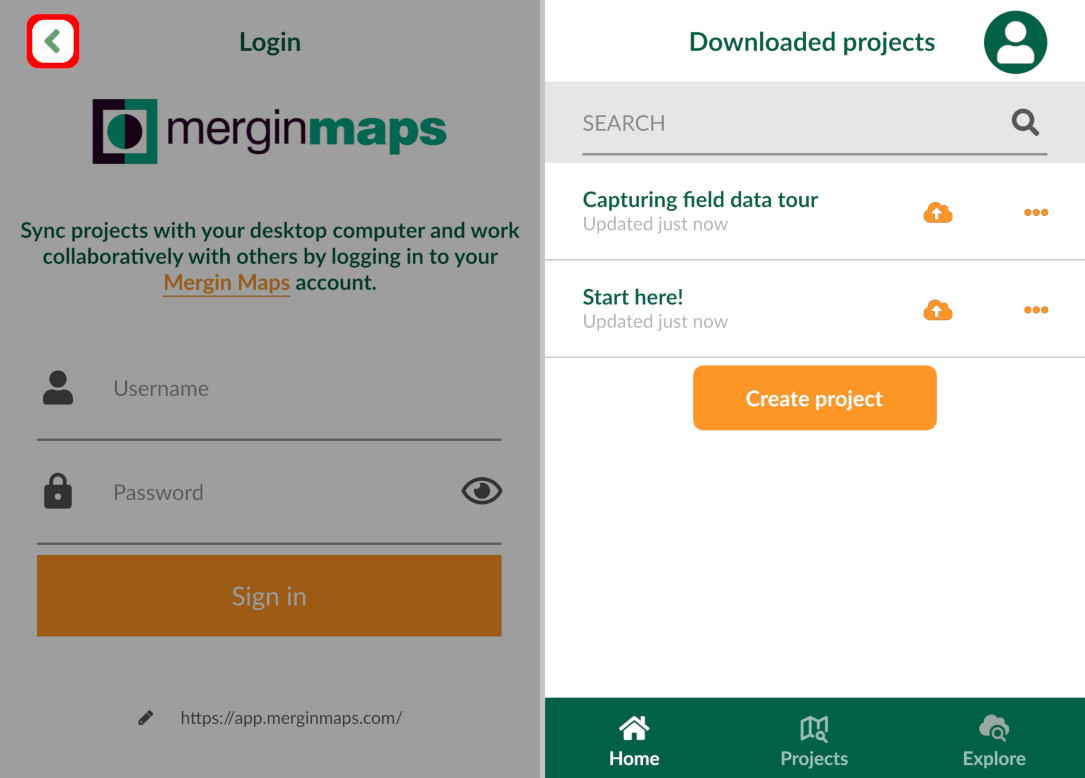 Login
merginmaps
Sync projects with your desktop computer and work
collaboratively with others by logging in to your
Mergin Maps account.
Username
Password
Sign in
https://app.merginmaps.com/
Downloaded projects
SEARCH
Capturing field data tour
Updated just now
Start here!
Updated just now
Create project
Home
Projects
Explore